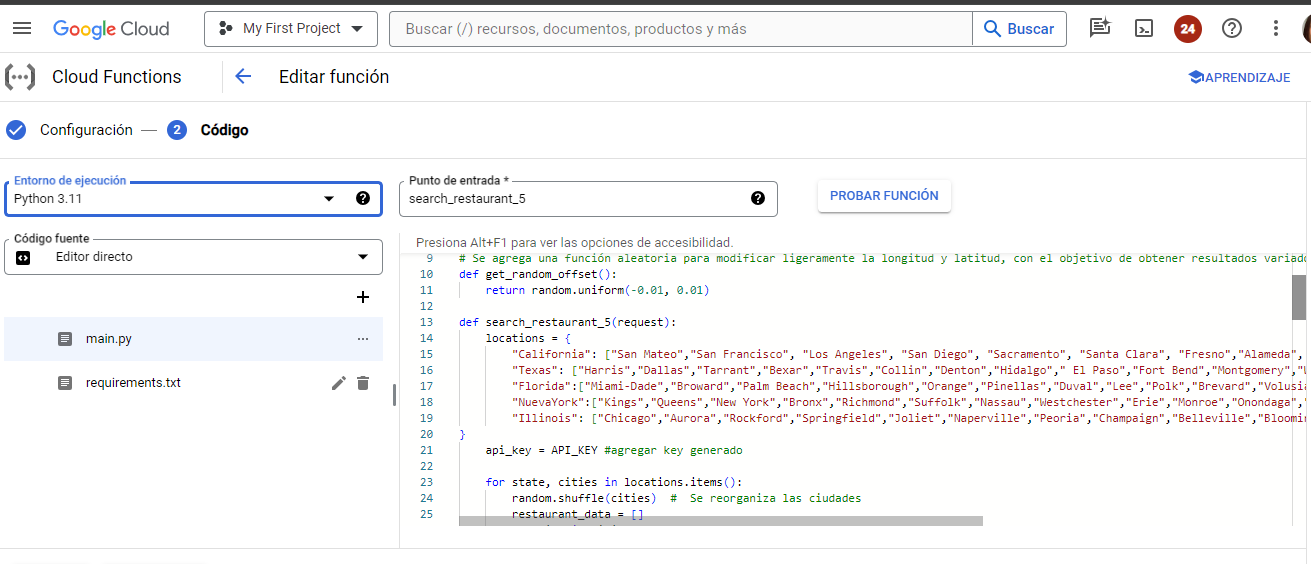 Google Cloud
My First Project
Buscar (/) recursos, documentos, productos y más
Buscar
24
Cloud Functions
Editar función
APRENDIZAJE
Configuración
2
Código
Entorno de ejecución
Python 3.11
Punto de entrada *
search_restaurant_5
PROBAR FUNCIÓN
Código fuente
Editor directo
main.py
requirements.txt
Presiona Alt+F1 para ver las opciones de accesibilidad.
9 # Se agrega una función aleatoria para modificar ligeramente la longitud y latitud, con el objetivo de obtener resultados variad
10 def get_random_offset():
11 return random.uniform(-0.01, 0.01)
12
13 def search_restaurant_5(request):
14 locations = {
15 "California": ["San Mateo","San Francisco", "Los Angeles", "San Diego", "Sacramento", "Santa Clara", "Fresno","Alameda",
16 "Texas": ["Harris","Dallas","Tarrant","Bexar","Travis","Collin","Denton","Hidalgo"," El Paso","Fort Bend","Montgomery",
17 "Florida":["Miami-Dade","Broward","Palm Beach","Hillsborough","Orange","Pinellas","Duval","Lee","Polk","Brevard","Volusia
18 "NuevaYork":["Kings","Queens","New York","Bronx","Richmond","Suffolk","Nassau","Westchester","Erie","Monroe","Onondaga",
19 "Illinois": ["Chicago","Aurora","Rockford","Springfield","Joliet","Naperville","Peoria","Champaign","Belleville","Bloomin
20 }
21 api_key = API_KEY #agregar key generado
22
23 for state, cities in locations.items():
24 random.shuffle(cities) # Se reorganiza las ciudades
25 restaurant_data = []